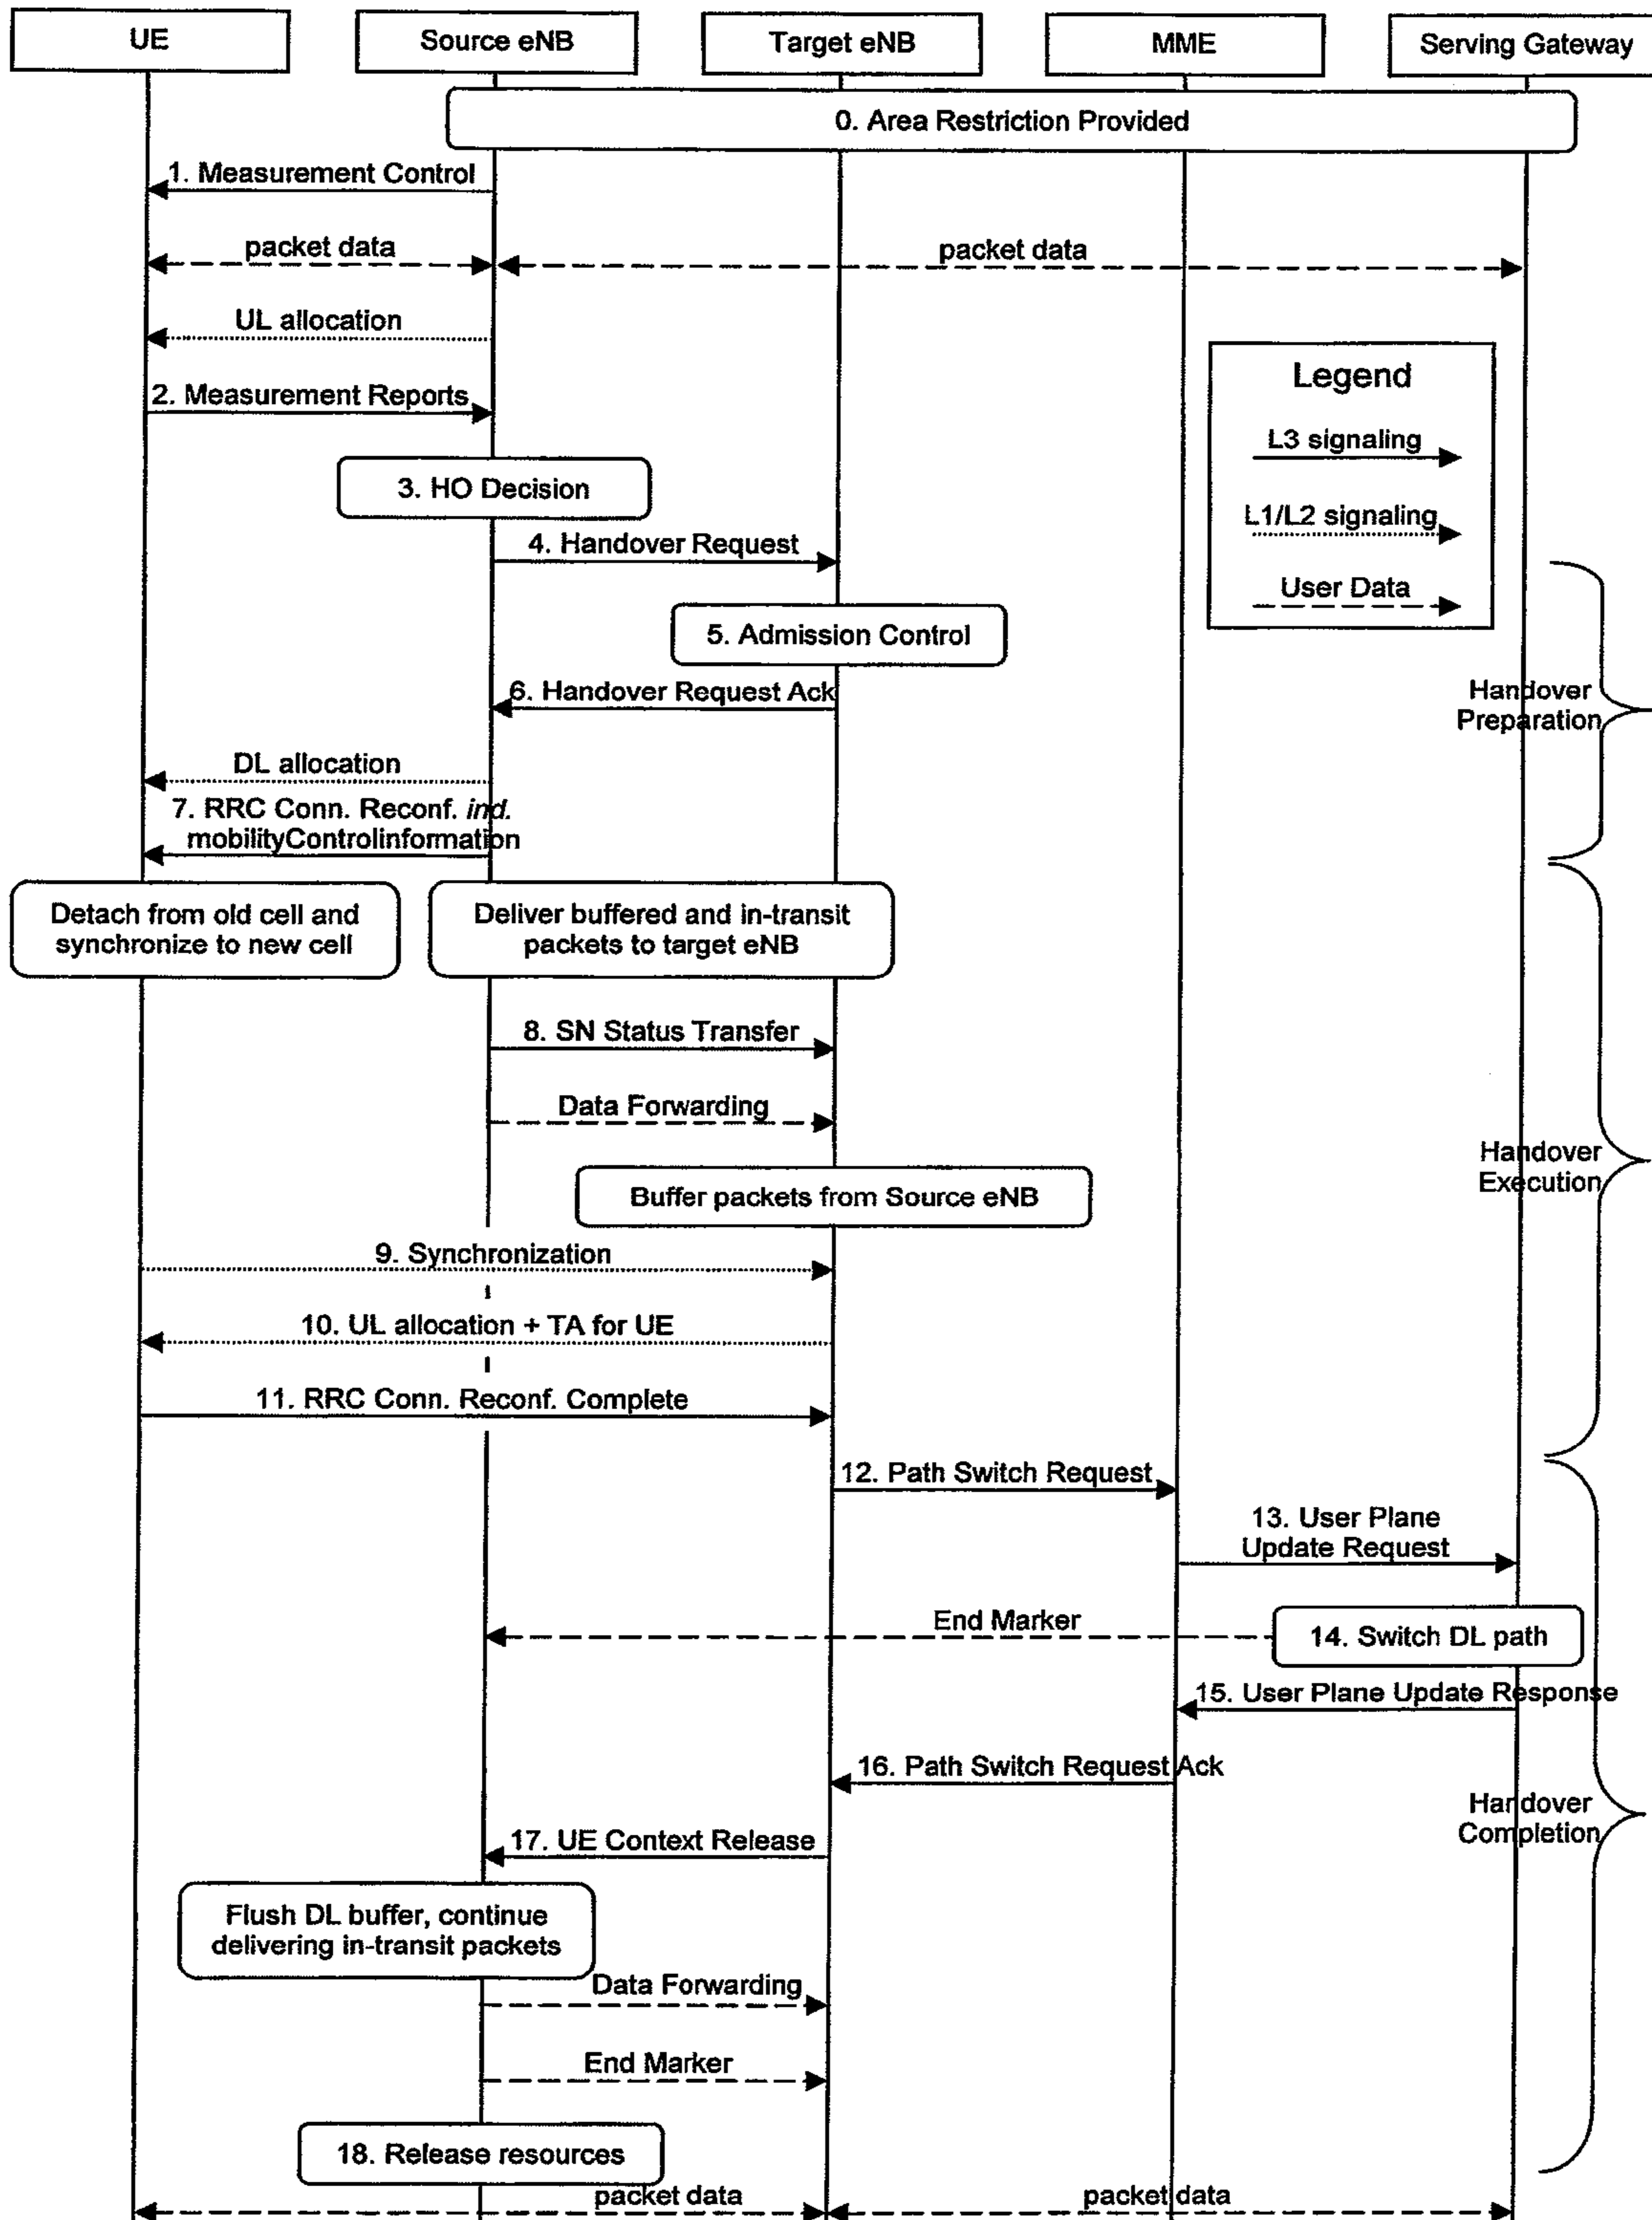 UE
Source eNB
Target eNB
MME
Serving Gateway
0. Area Restriction Provided
1. Measurement Control
packet data
packet data
UL allocation
2. Measurement Reports
Legend
L3 signaling
L1/L2 signaling
User Data
3. HO Decision
4. Handover Request
5. Admission Control
6. Handover Request Ack
Handover
Preparation
DL allocation
7. RRC Conn. Reconf. ind.
mobilityControlinformation
Detach from old cell and
synchronize to new cell
Deliver buffered and in-transit
packets to target eNB
8. SN Status Transfer
Data Forwarding
Handover
Execution
Buffer packets from Source eNB
9. Synchronization
10. UL allocation + TA for UE
11. RRC Conn. Reconf. Complete
12. Path Switch Request
13. User Plane
Update Request
End Marker
14. Switch DL path
15. User Plane Update Response
16. Path Switch Request Ack
Handover
Completion
17. UE Context Release
Flush DL buffer, continue
delivering in-transit packets
Data Forwarding
End Marker
18. Release resources
packet data
packet data